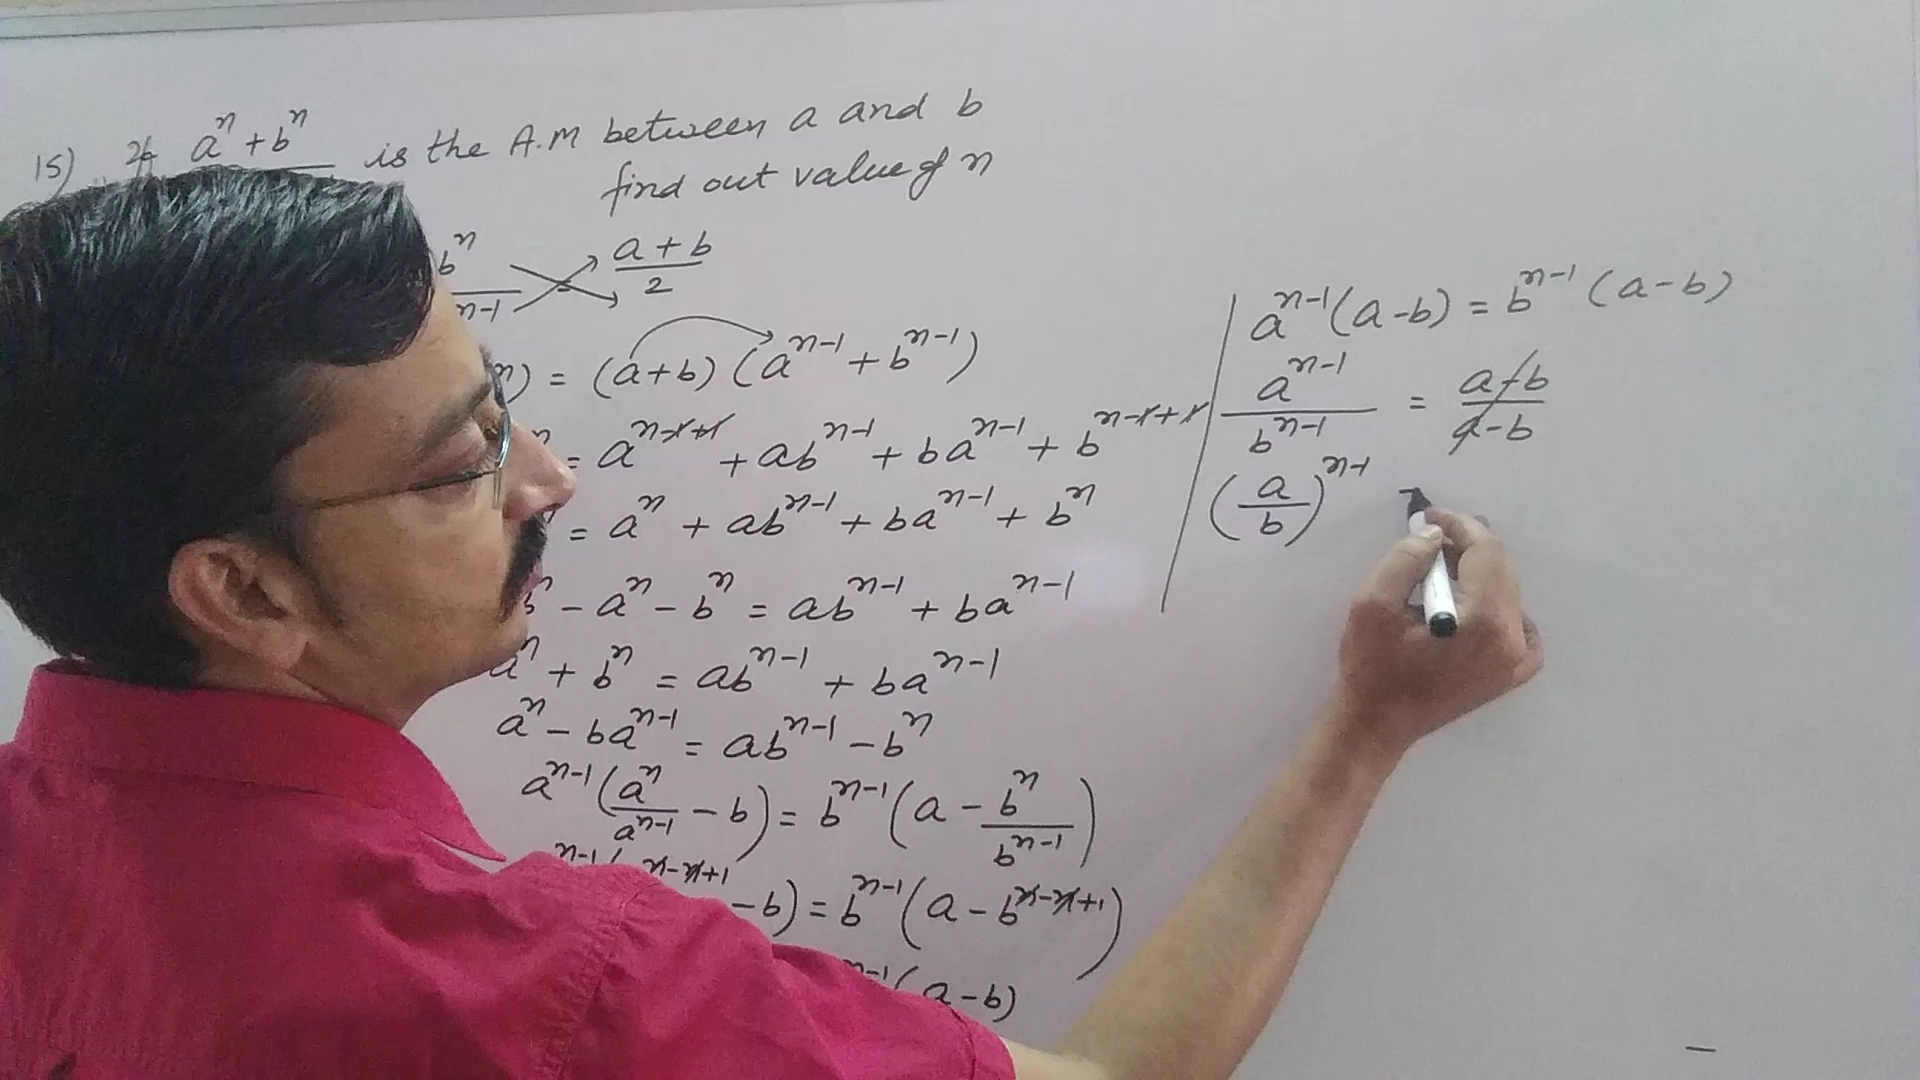 15) If a^n + b^n is the A.M between a and b
find out value of n
b^n a + b
n-1 2
n) = (a+b) (a^n-1 + b^n-1)
= a^n-1+1 + ab^n-1 + ba^n-1 + b^n-1+1
= a^n + ab^n-1 + ba^n-1 + b^n
- a^n - b^n = ab^n-1 + ba^n-1
a^n + b^n = ab^n-1 + ba^n-1
a^n - ba^n-1 = ab^n-1 - b^n
a^n-1 (a^n/a^n-1 - b) = b^n-1 (a - b^n/b^n-1)
n-1 ( n-n+1 - b) = b^n-1 (a - b^n-n+1)
n-1 (a-b)
a^n-1 (a-b) = b^n-1 (a-b)
a^n-1/b^n-1 = a-b/a-b
(a/b)^n-1